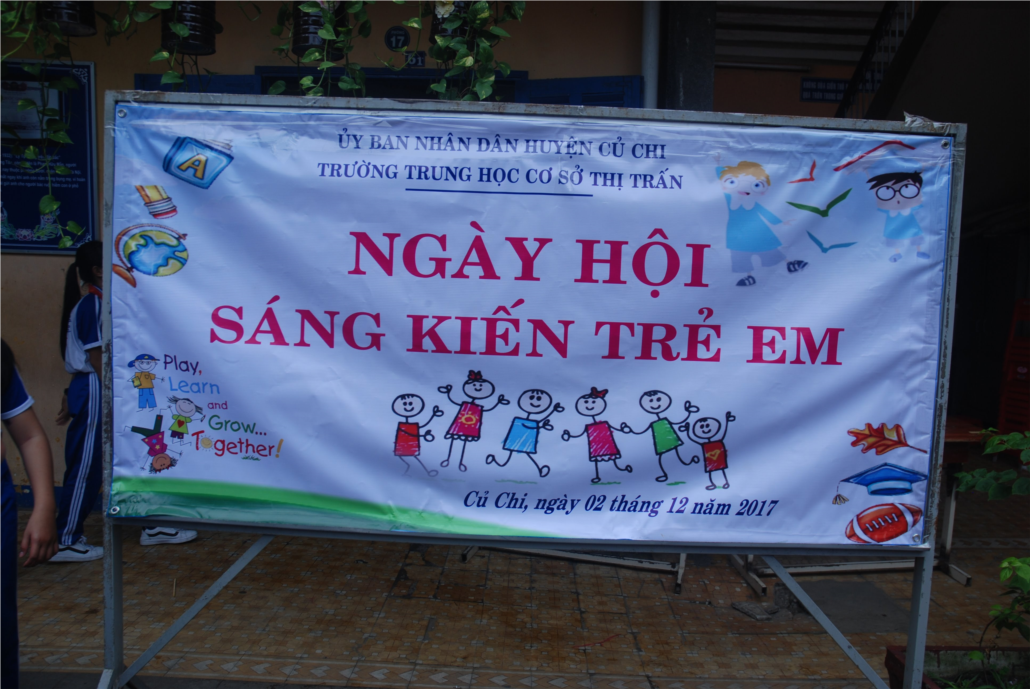 17
ỦY BAN NHÂN DÂN HUYỆN CỦ CHI
TRƯỜNG TRUNG HỌC CƠ SỞ THỊ TRẤN
A
NGÀY HỘI
SÁNG KIẾN TRẺ EM
Play,
Learn
and
Grow...
Together!
Củ Chi, ngày 02 tháng 12 năm 2017